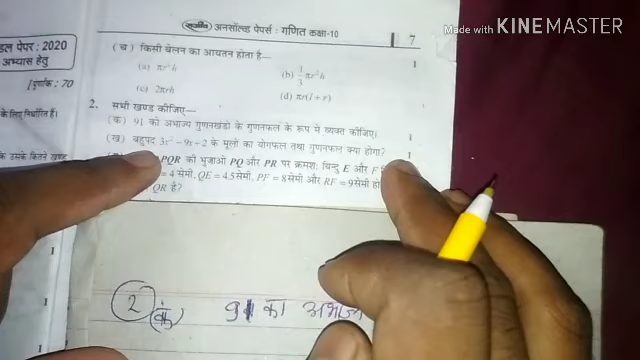 Made with KINEMASTER
अनसॉल्व्ड पेपर्स : गणित कक्षा-10
7
डल पेपर : 2020
अभ्यास हेतु
पूर्णांक : 70
के लिए निर्धारित हैं।
(च) किसी बेलन का आयतन होता है—
1
(a) πr²h
(b) 1/3 πr²h
(c) 2πrh
(d) πr(l + r)
2. सभी खण्ड कीजिए—
(क) 91 को अभाज्य गुणनखंडो के गुणनफल के रूप में व्यक्त कीजिए।
1
(ख) बहुपद 3x² − 9x − 2 के मूलों का योगफल तथा गुणनफल क्या होगा?
1
PQR की भुजाओं PQ और PR पर क्रमशः बिन्दु E और F
= 4 सेमी, QE = 4.5 सेमी, PF = 8 सेमी और RF = 9 सेमी हो
QR है?
2 (क) 91 का अभाज्य